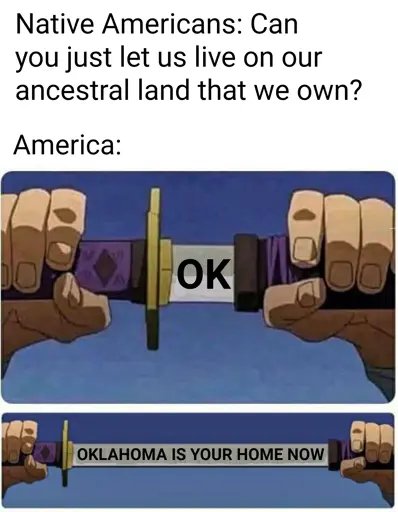 Native Americans: Can
you just let us live on our
ancestral land that we own?
America:
OK
OKLAHOMA IS YOUR HOME NOW